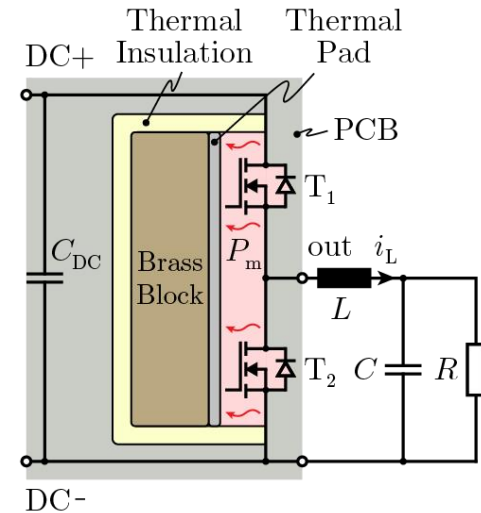 Thermal
Insulation
Thermal
Pad
DC+
PCB
T1
CDC
Brass
Block
Pm
out
iL
L
T2
C
R
DC-